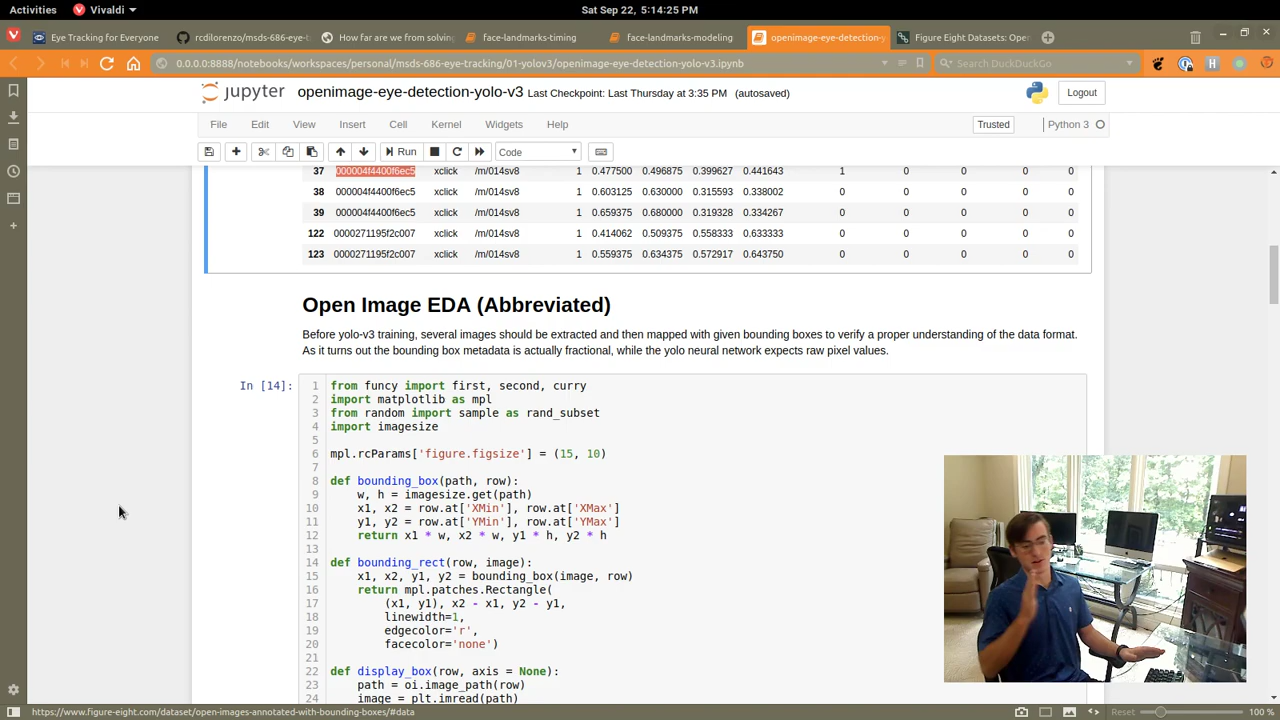 Activities Vivaldi Sat Sep 22, 5:14:25 PM
Eye Tracking for Everyone rcdilorenzo/msds-686-eye-t How far are we from solving face-landmarks-timing face-landmarks-modeling openimage-eye-detection-y Figure Eight Datasets: Ope
0.0.0.0:8888/notebooks/workspaces/personal/msds-686-eye-tracking/01-yolov3/openimage-eye-detection-yolo-v3.ipynb Search DuckDuckGo
jupyter openimage-eye-detection-yolo-v3 Last Checkpoint: Last Thursday at 3:35 PM (autosaved) Logout
File Edit View Insert Cell Kernel Widgets Help Trusted Python 3
Run Code
37 000004f4400f6ec5 xclick /m/014sv8 1 0.477500 0.496875 0.399627 0.441643 1 0 0 0 0
38 000004f4400f6ec5 xclick /m/014sv8 1 0.603125 0.630000 0.315593 0.338002 0 0 0 0 0
39 000004f4400f6ec5 xclick /m/014sv8 1 0.659375 0.680000 0.319328 0.334267 0 0 0 0 0
122 0000271195f2c007 xclick /m/014sv8 1 0.414062 0.509375 0.558333 0.633333 0 0 0 0 0
123 0000271195f2c007 xclick /m/014sv8 1 0.559375 0.634375 0.572917 0.643750 0 0 0 0 0
Open Image EDA (Abbreviated)
Before yolo-v3 training, several images should be extracted and then mapped with given bounding boxes to verify a proper understanding of the data format.
As it turns out the bounding box metadata is actually fractional, while the yolo neural network expects raw pixel values.
In [14]: 1 from funcy import first, second, curry
2 import matplotlib as mpl
3 from random import sample as rand_subset
4 import imagesize
5
6 mpl.rcParams['figure.figsize'] = (15, 10)
7
8 def bounding_box(path, row):
9 w, h = imagesize.get(path)
10 x1, x2 = row.at['XMin'], row.at['XMax']
11 y1, y2 = row.at['YMin'], row.at['YMax']
12 return x1 * w, x2 * w, y1 * h, y2 * h
13
14 def bounding_rect(row, image):
15 x1, x2, y1, y2 = bounding_box(image, row)
16 return mpl.patches.Rectangle(
17 (x1, y1), x2 - x1, y2 - y1,
18 linewidth=1,
19 edgecolor='r',
20 facecolor='none')
21
22 def display_box(row, axis = None):
23 path = oi.image_path(row)
24 image = plt.imread(path)
https://www.figure-eight.com/dataset/open-images-annotated-with-bounding-boxes/#data Reset 100 %